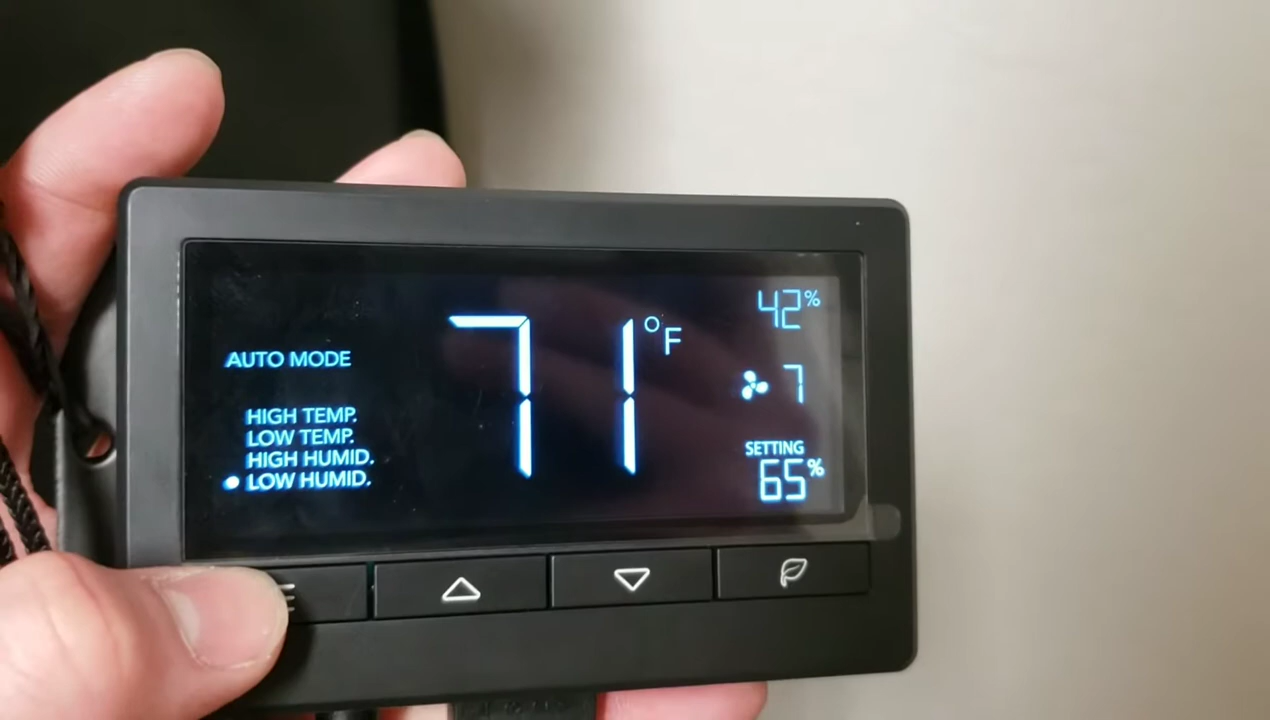 AUTO MODE
HIGH TEMP.
LOW TEMP.
HIGH HUMID.
LOW HUMID.
71°F
42%
7
SETTING
65%